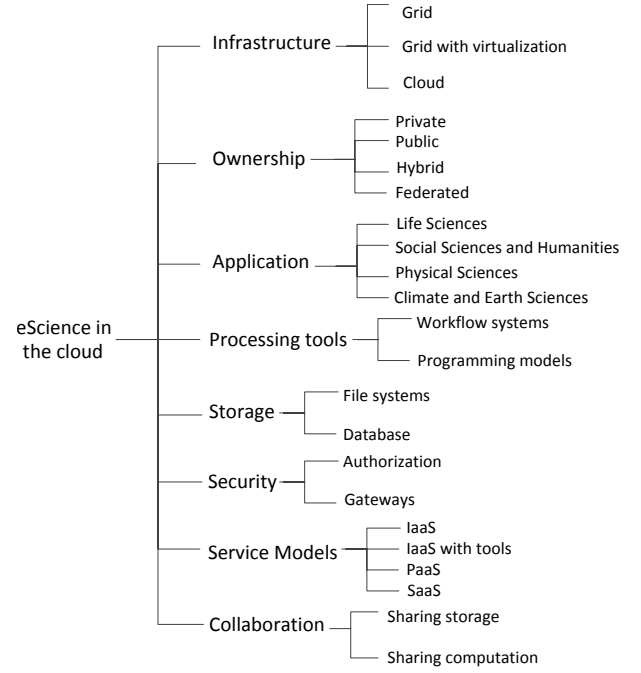 eScience in
the cloud
Infrastructure
Grid
Grid with virtualization
Cloud
Ownership
Private
Public
Hybrid
Federated
Application
Life Sciences
Social Sciences and Humanities
Physical Sciences
Climate and Earth Sciences
Processing tools
Workflow systems
Programming models
Storage
File systems
Database
Security
Authorization
Gateways
Service Models
IaaS
IaaS with tools
PaaS
SaaS
Collaboration
Sharing storage
Sharing computation